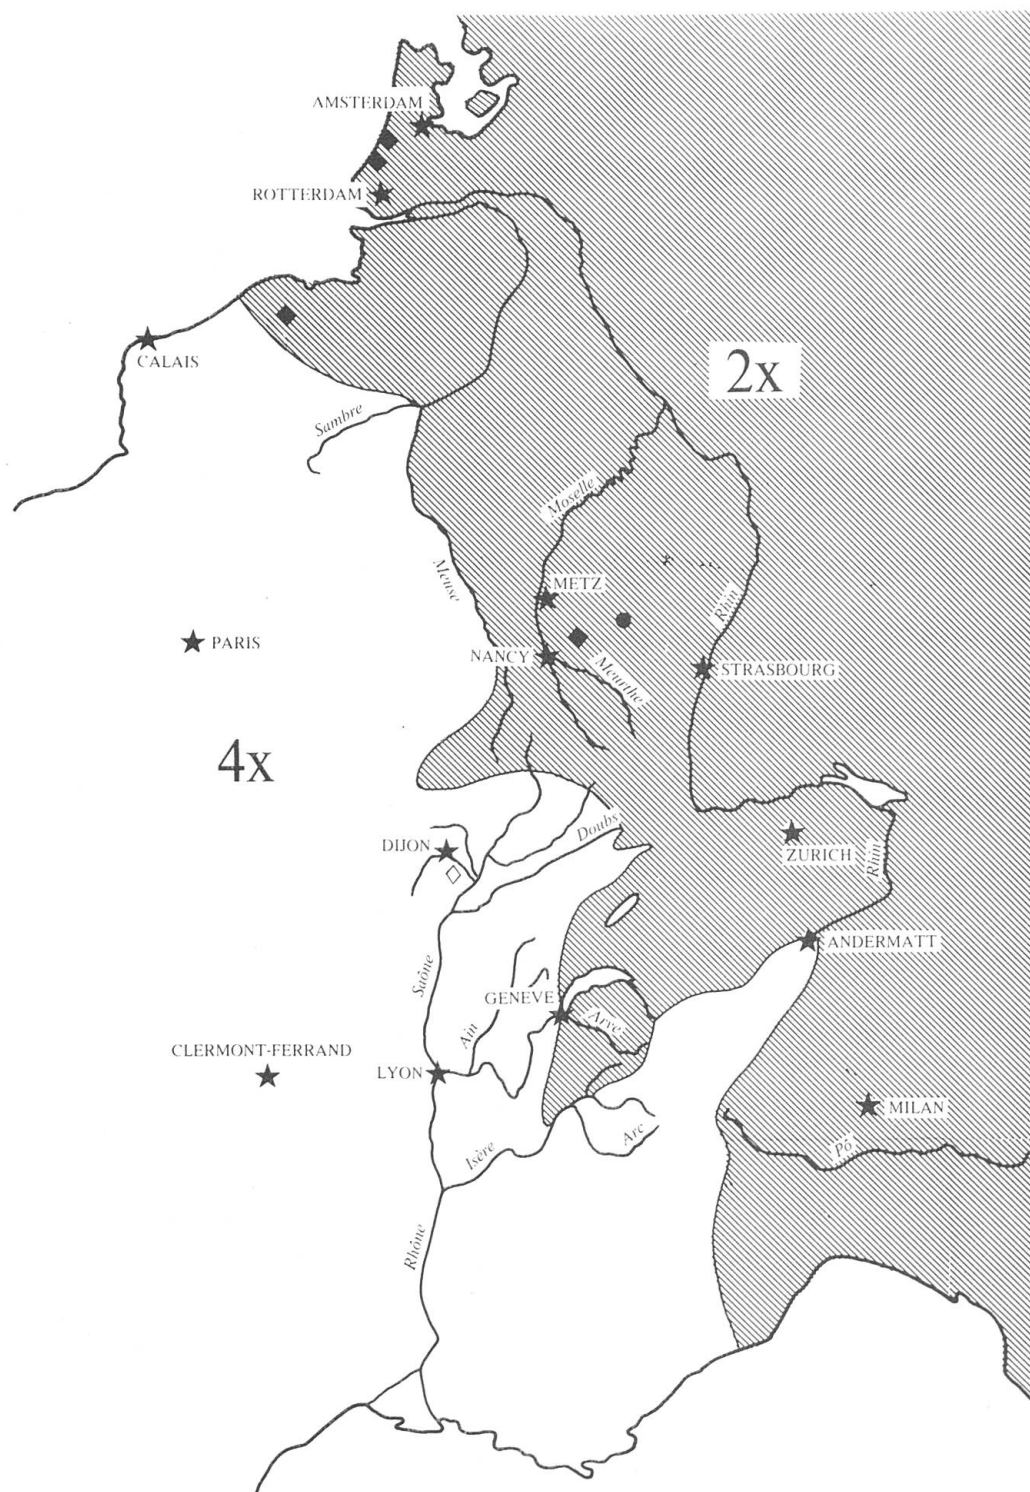 AMSTERDAM
ROTTERDAM
CALAIS
2x
Sambre
Moselle
Meuse
METZ
Rhin
PARIS
NANCY
Meurthe
STRASBOURG
4x
Doubs
DIJON
ZURICH
Rhin
ANDERMATT
Saône
GENEVE
Ain
Arve
CLERMONT-FERRAND
LYON
MILAN
Arc
Isère
Pô
Rhône